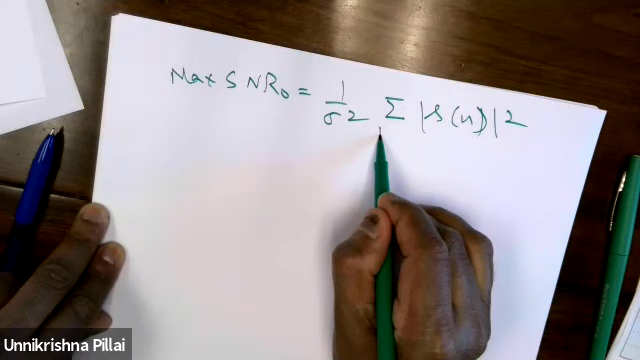 Max SNR₀ = 1/σ² Σ |s(n)|²
Unnikrishna Pillai